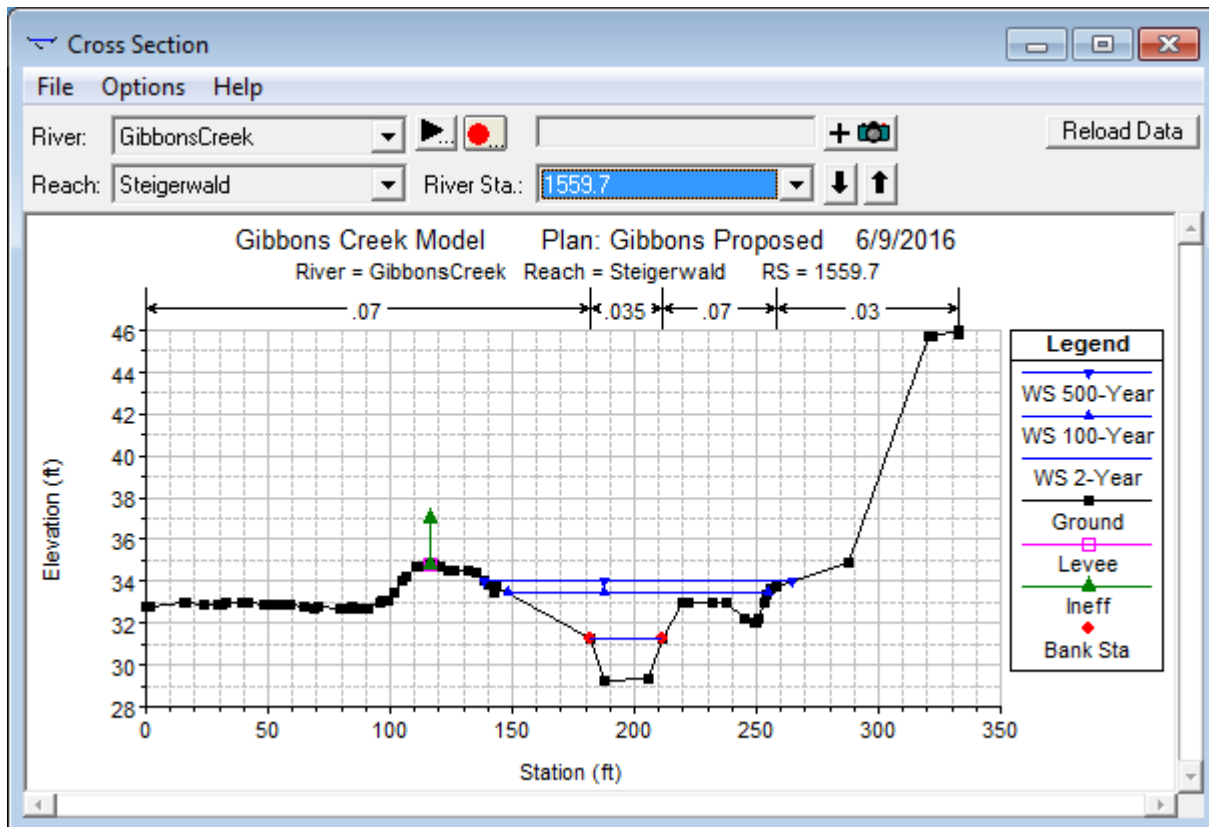 Cross Section
File Options Help
River: GibbonsCreek ... ... + Reload Data
Reach: Steigerwald River Sta.: 1559.7
Gibbons Creek Model Plan: Gibbons Proposed 6/9/2016
River = GibbonsCreek Reach = Steigerwald RS = 1559.7
.07 .035 .07 .03
46
44
42
40
38
36
34
32
30
28
Elevation (ft)
0 50 100 150 200 250 300 350
Station (ft)
Legend
WS 500-Year
WS 100-Year
WS 2-Year
Ground
Levee
Ineff
Bank Sta